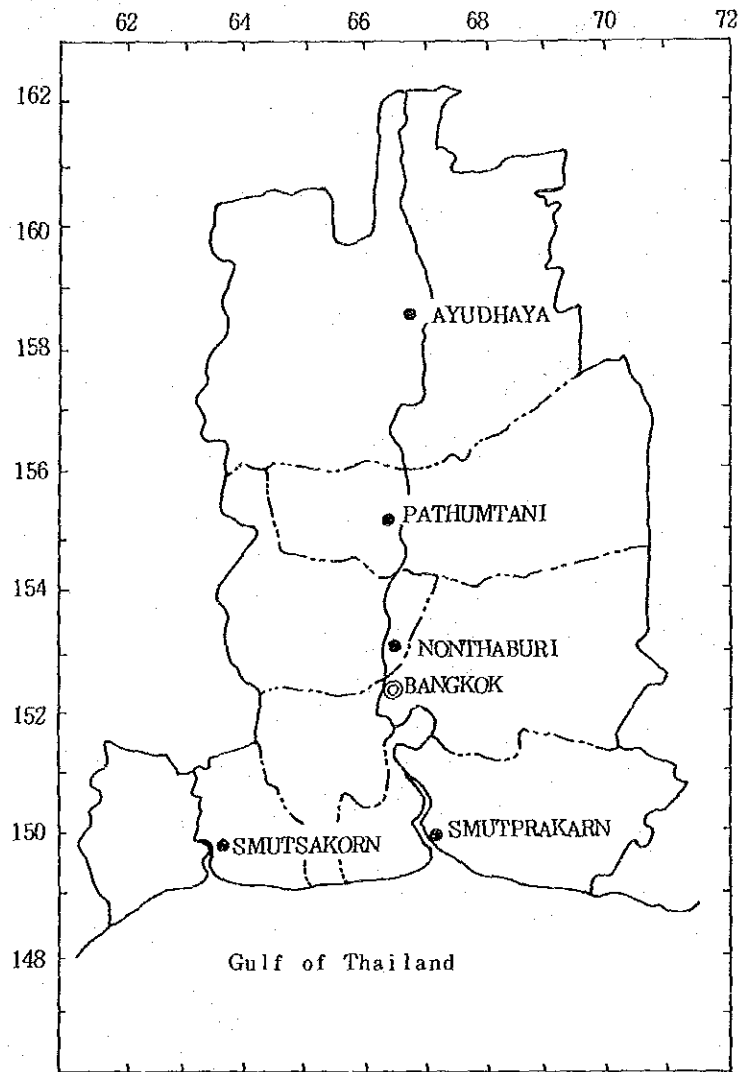 62 64 66 68 70 72
162
160
AYUDHAYA
158
156
PATHUMTANI
154
NONTHABURI
BANGKOK
152
150
SMUTSAKORN
SMUTPRAKARN
148
Gulf of Thailand